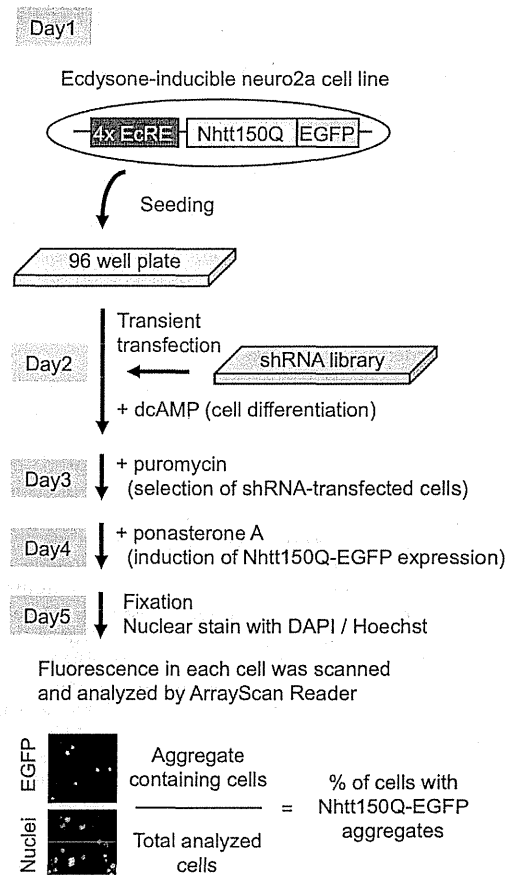 Day1
Ecdysone-inducible neuro2a cell line
4x EcRE Nhtt150Q EGFP
Seeding
96 well plate
Transient
transfection
Day2
shRNA library
+ dcAMP (cell differentiation)
Day3
+ puromycin
(selection of shRNA-transfected cells)
Day4
+ ponasterone A
(induction of Nhtt150Q-EGFP expression)
Day5
Fixation
Nuclear stain with DAPI / Hoechst
Fluorescence in each cell was scanned
and analyzed by ArrayScan Reader
EGFP
Nuclei
Aggregate
containing cells
Total analyzed
cells
=
% of cells with
Nhtt150Q-EGFP
aggregates